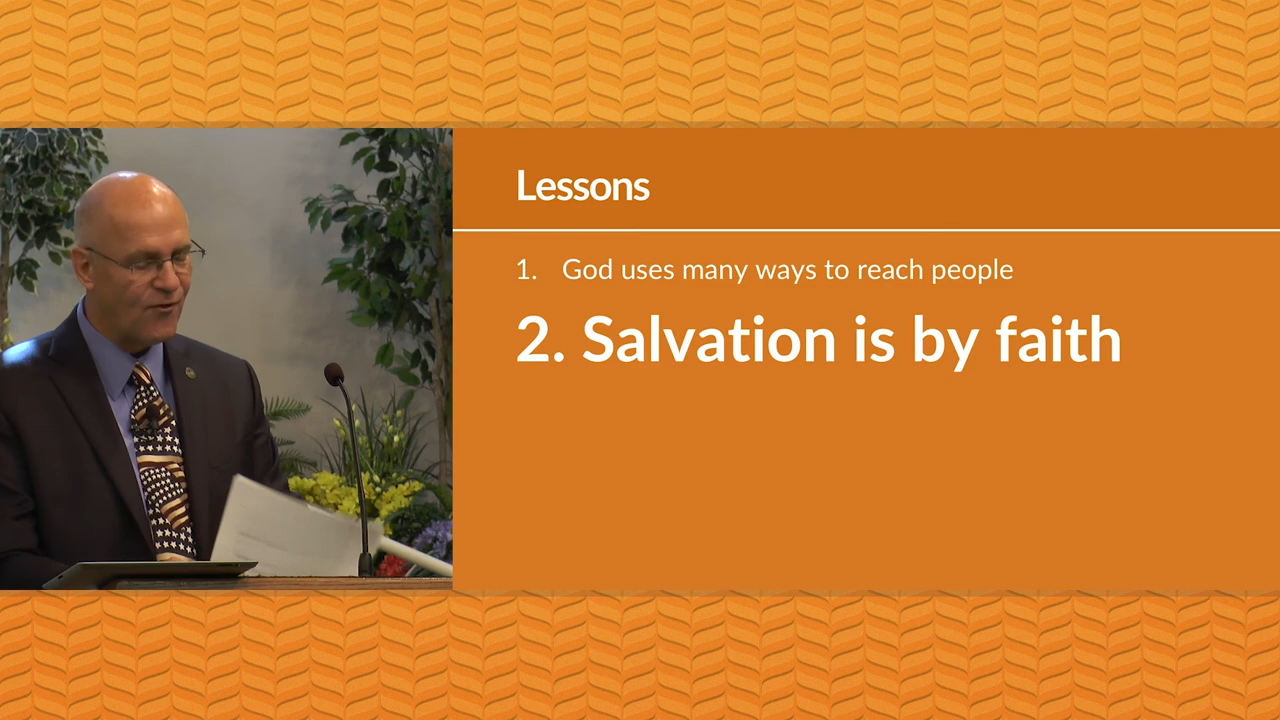 Lessons
1. God uses many ways to reach people
2. Salvation is by faith